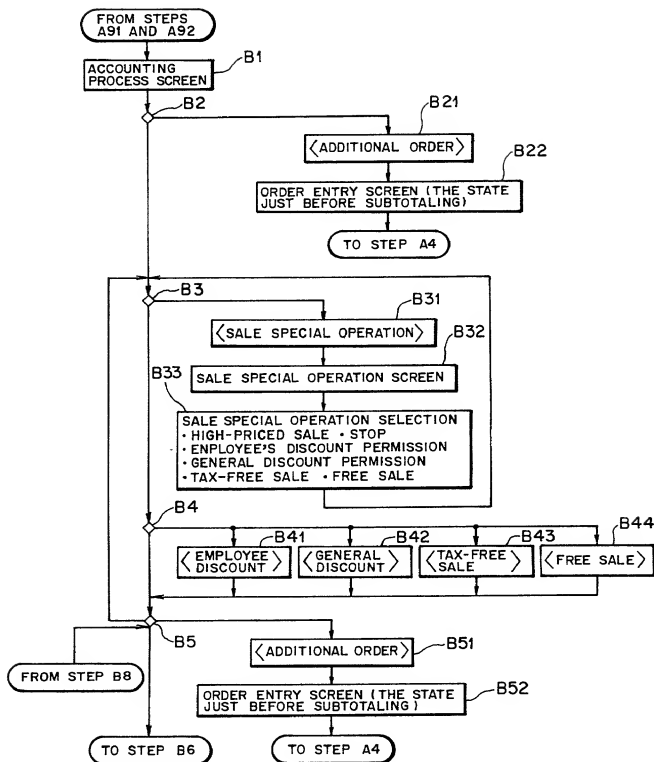 FROM STEPS
A91 AND A92
B1
ACCOUNTING
PROCESS SCREEN
B2
B21
<ADDITIONAL ORDER>
B22
ORDER ENTRY SCREEN (THE STATE
JUST BEFORE SUBTOTALING)
TO STEP A4
B3
B31
<SALE SPECIAL OPERATION>
B32
SALE SPECIAL OPERATION SCREEN
B33
SALE SPECIAL OPERATION SELECTION
・HIGH-PRICED SALE ・STOP
・ENPLOYEE'S DISCOUNT PERMISSION
・GENERAL DISCOUNT PERMISSION
・TAX-FREE SALE ・FREE SALE
B4
B41
<EMPLOYEE
DISCOUNT>
B42
<GENERAL
DISCOUNT>
B43
<TAX-FREE
SALE>
B44
<FREE SALE>
B5
B51
<ADDITIONAL ORDER>
FROM STEP B8
B52
ORDER ENTRY SCREEN (THE STATE
JUST BEFORE SUBTOTALING)
TO STEP B6
TO STEP A4